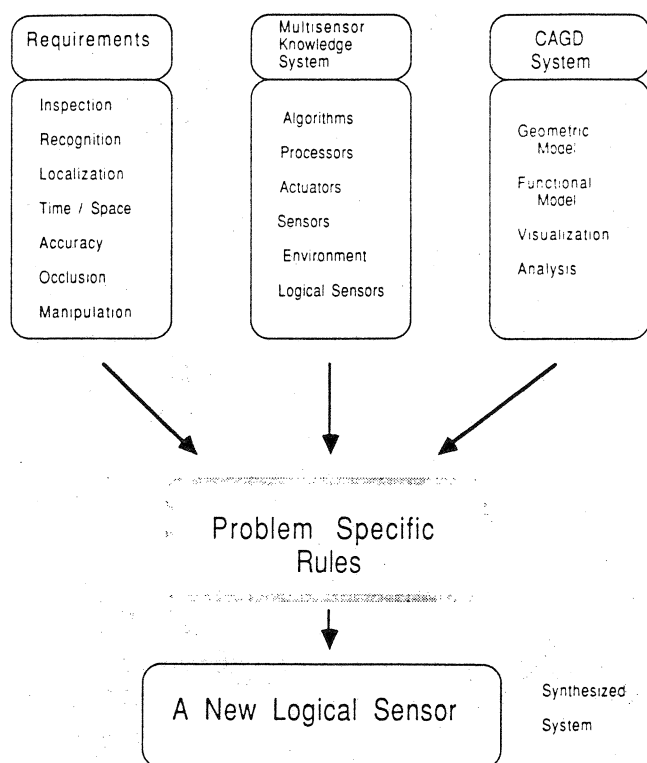 Requirements
Inspection
Recognition
Localization
Time / Space
Accuracy
Occlusion
Manipulation
Multisensor
Knowledge
System
Algorithms
Processors
Actuators
Sensors
Environment
Logical Sensors
CAGD
System
Geometric
Model
Functional
Model
Visualization
Analysis
Problem Specific
Rules
A New Logical Sensor
Synthesized
System